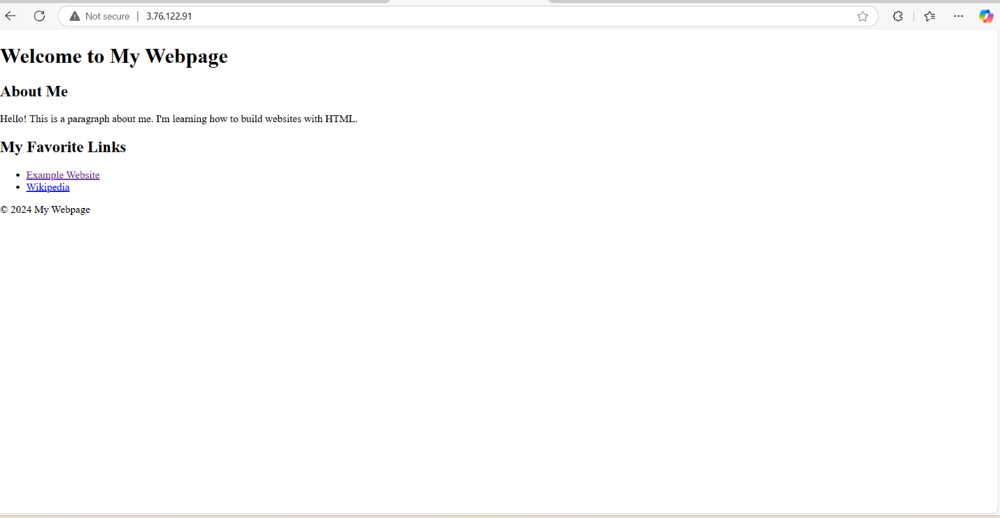 Not secure | 3.76.122.91
Welcome to My Webpage
About Me
Hello! This is a paragraph about me. I'm learning how to build websites with HTML.
My Favorite Links
• Example Website
• Wikipedia
© 2024 My Webpage